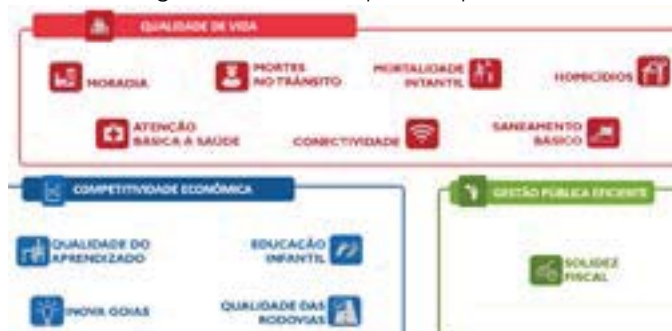 QUALIDADE DE VIDA
MORADIA
MORTES
NO TRÂNSITO
MORTALIDADE
INFANTIL
HOMICÍDIOS
ATENÇÃO
BÁSICA À SAÚDE
CONECTIVIDADE
SANEAMENTO
BÁSICO
COMPETITIVIDADE ECONÔMICA
GESTÃO PÚBLICA EFICIENTE
QUALIDADE DO
APRENDIZADO
EDUCAÇÃO
INFANTIL
SOLIDEZ
FISCAL
INOVA GOIÁS
QUALIDADE DAS
RODOVIAS